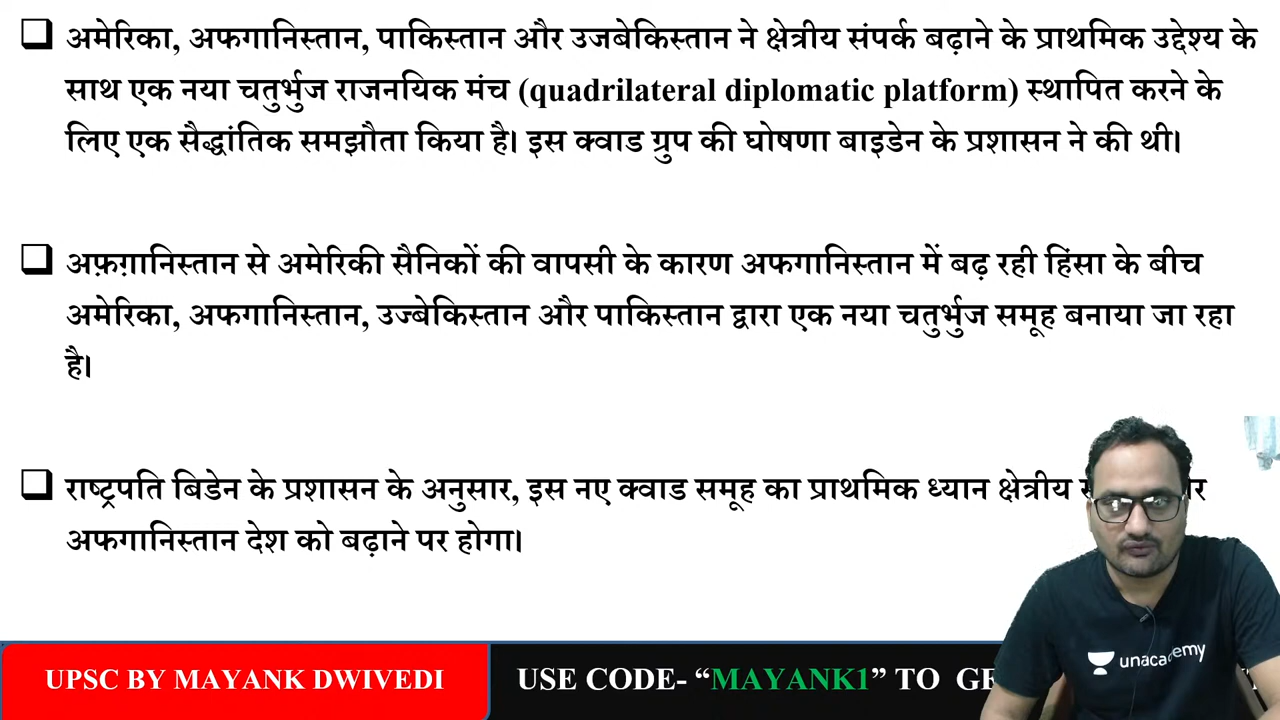 अमेरिका, अफगानिस्तान, पाकिस्तान और उजबेकिस्तान ने क्षेत्रीय संपर्क बढ़ाने के प्राथमिक उद्देश्य के
साथ एक नया चतुर्भुज राजनयिक मंच (quadrilateral diplomatic platform) स्थापित करने के
लिए एक सैद्धांतिक समझौता किया है। इस क्वाड ग्रुप की घोषणा बाइडेन के प्रशासन ने की थी।
अफ़ग़ानिस्तान से अमेरिकी सैनिकों की वापसी के कारण अफगानिस्तान में बढ़ रही हिंसा के बीच
अमेरिका, अफगानिस्तान, उज्बेकिस्तान और पाकिस्तान द्वारा एक नया चतुर्भुज समूह बनाया जा रहा
है।
राष्ट्रपति बिडेन के प्रशासन के अनुसार, इस नए क्वाड समूह का प्राथमिक ध्यान क्षेत्रीय
अफगानिस्तान देश को बढ़ाने पर होगा।
unacademy
UPSC BY MAYANK DWIVEDI
USE CODE- “MAYANK1” TO